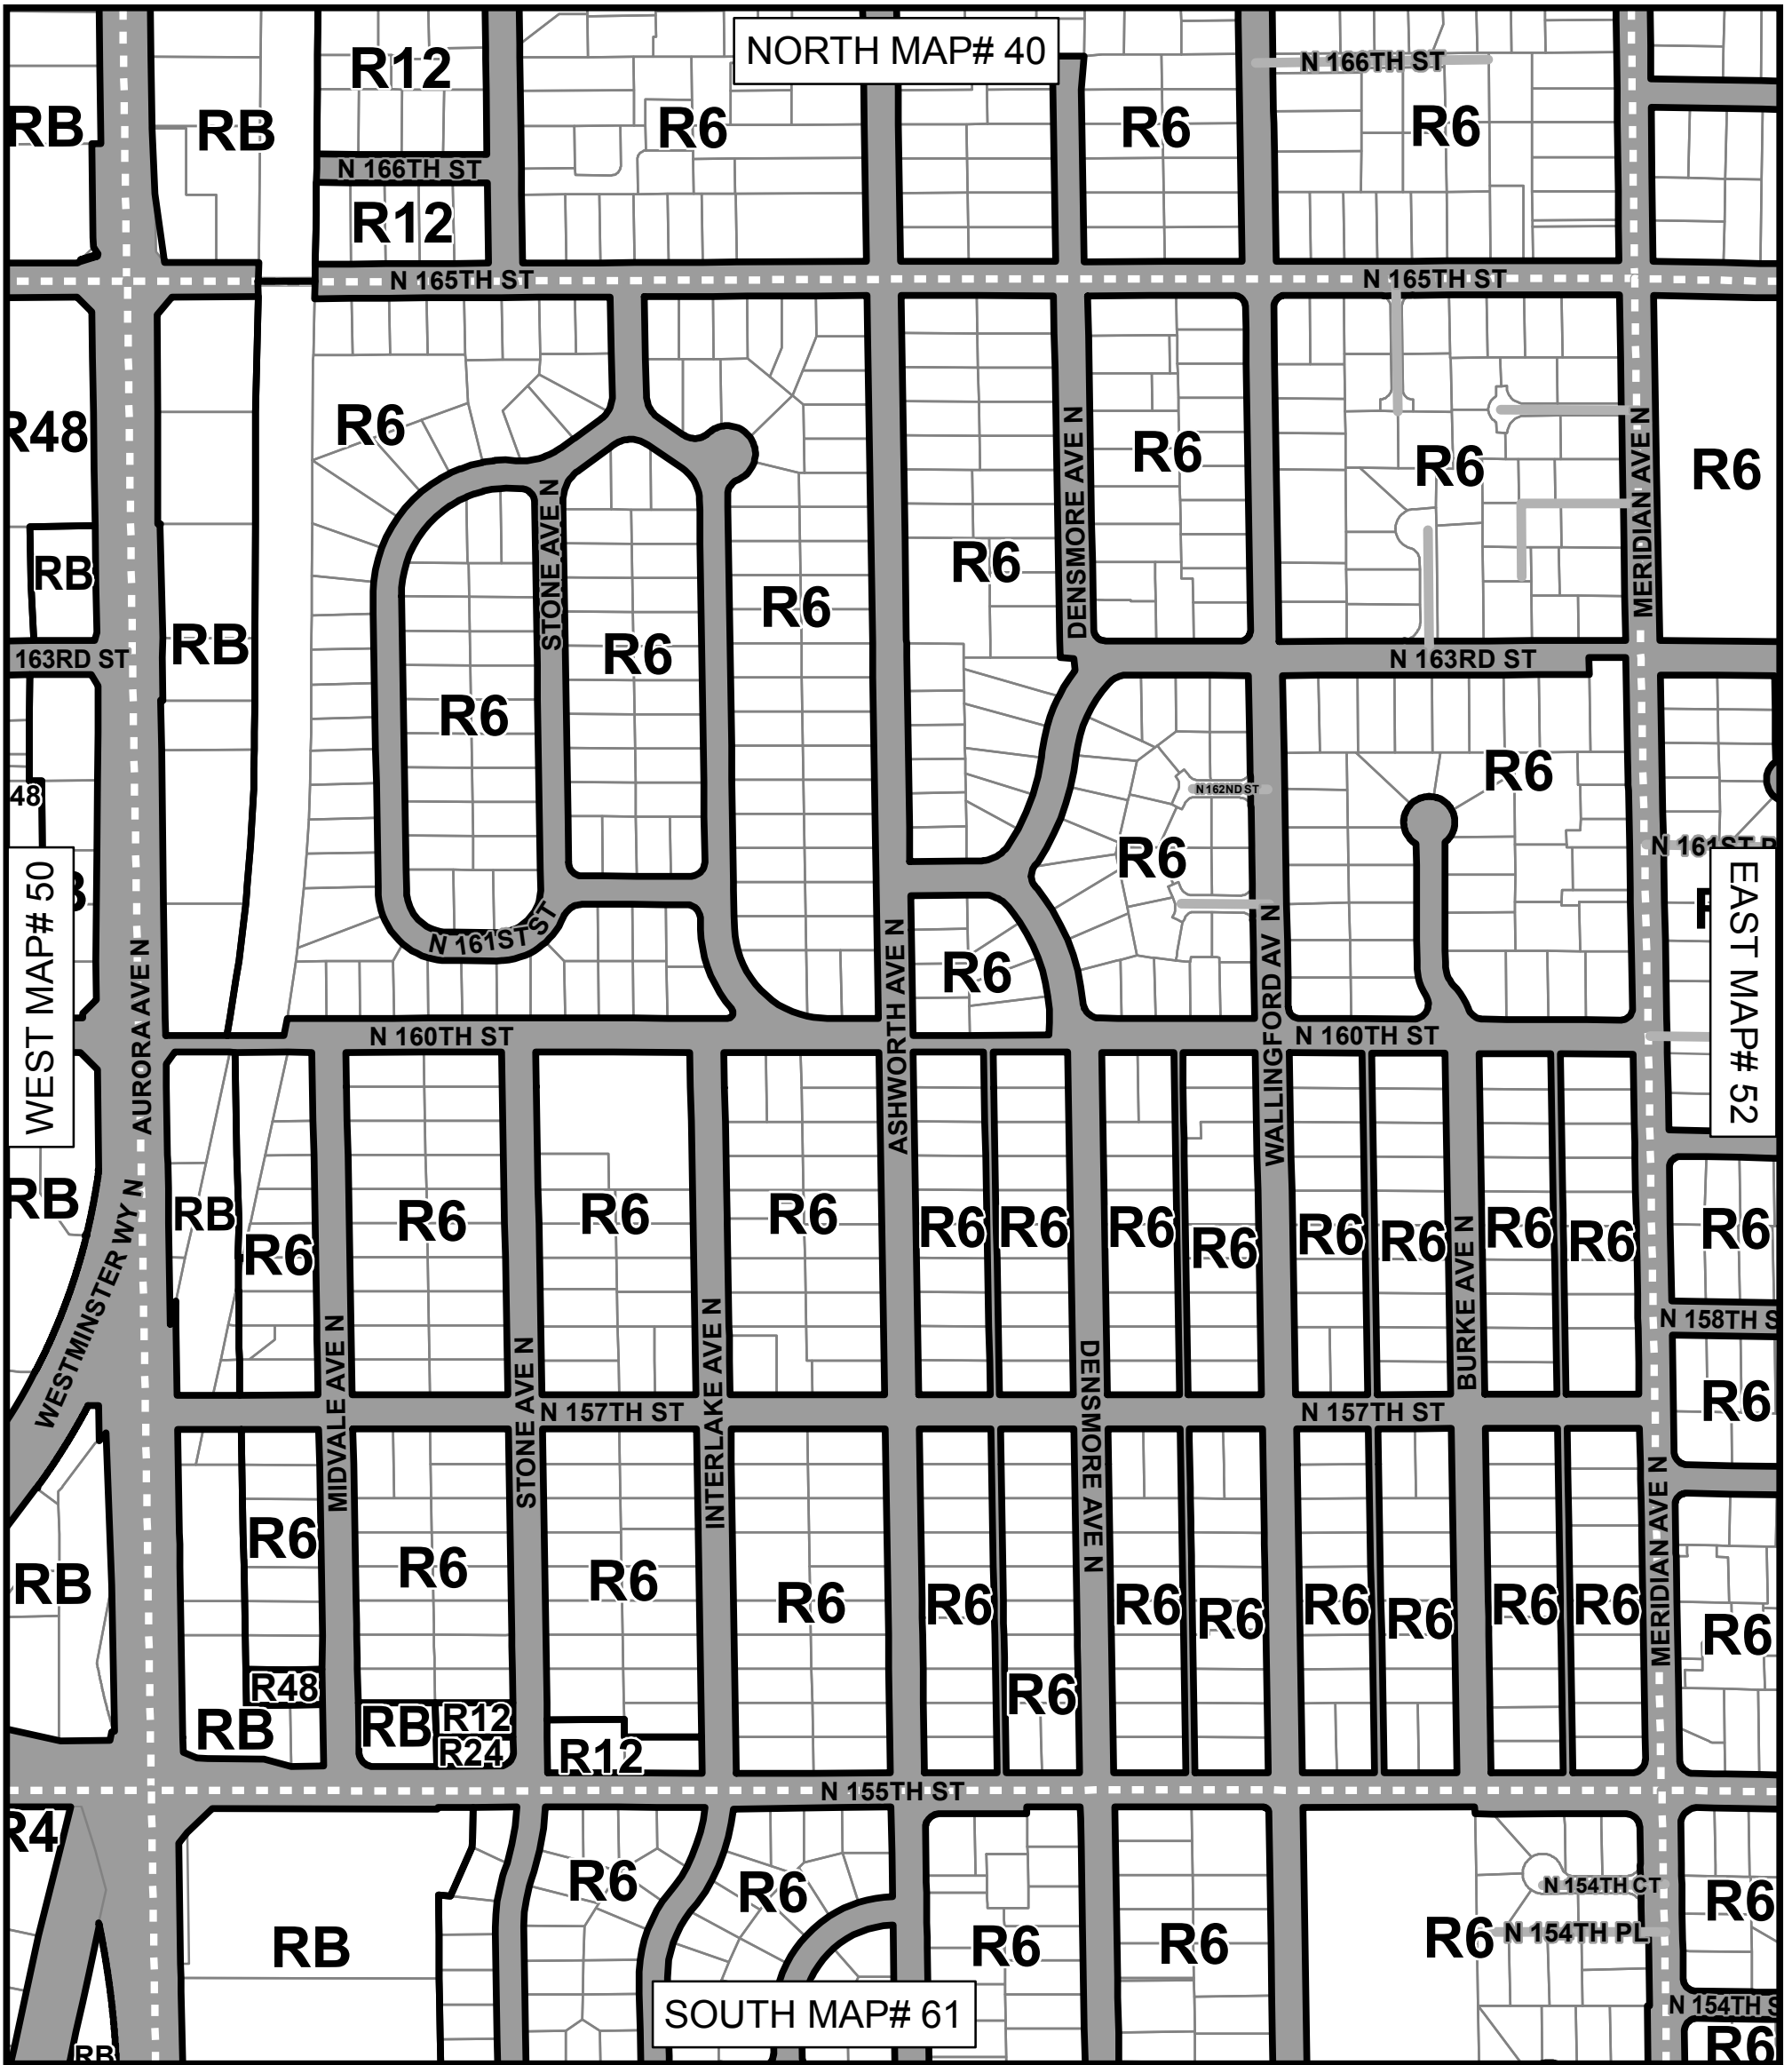 NORTH MAP# 40
R12
N 166TH ST
RB
RB
R6
R6
R6
N 166TH ST
R12
N 165TH ST
N 165TH ST
R48
R6
R6
R6
R6
STONE AVE N
DENSMORE AVE N
MERIDIAN AVE N
RB
R6
R6
RB
163RD ST
R6
N 163RD ST
R6
R6
48
N 162ND ST
R6
WEST MAP# 50
EAST MAP# 52
N 161ST ST
R6
AURORA AVE N
ASHWORTH AVE N
WALLINGFORD AV N
N 160TH ST
N 160TH ST
RB
RB
R6
R6
R6
R6
R6
R6
R6
R6
R6
R6
R6
R6
R6
WESTMINSTER WY N
R6
BURKE AVE N
N 158TH S
MIDVALE AVE N
STONE AVE N
INTERLAKE AVE N
DENSMORE AVE N
R6
N 157TH ST
N 157TH ST
MERIDIAN AVE N
R6
RB
R6
R6
R6
R6
R6
R6
R6
R6
R6
R6
R6
R6
R48
R6
RB
RB
R12
R24
R12
N 155TH ST
R4
R6
R6
N 154TH CT
R6
RB
R6
R6
R6
N 154TH PL
SOUTH MAP# 61
N 154TH S
RB
R6